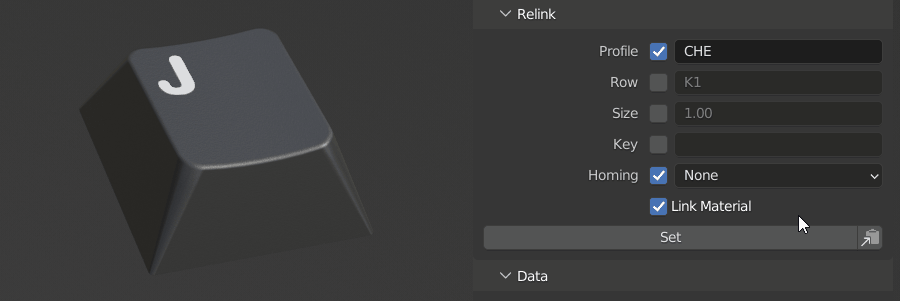 J
Relink
Profile CHE
Row K1
Size 1.00
Key
Homing None
Link Material
Set
Data